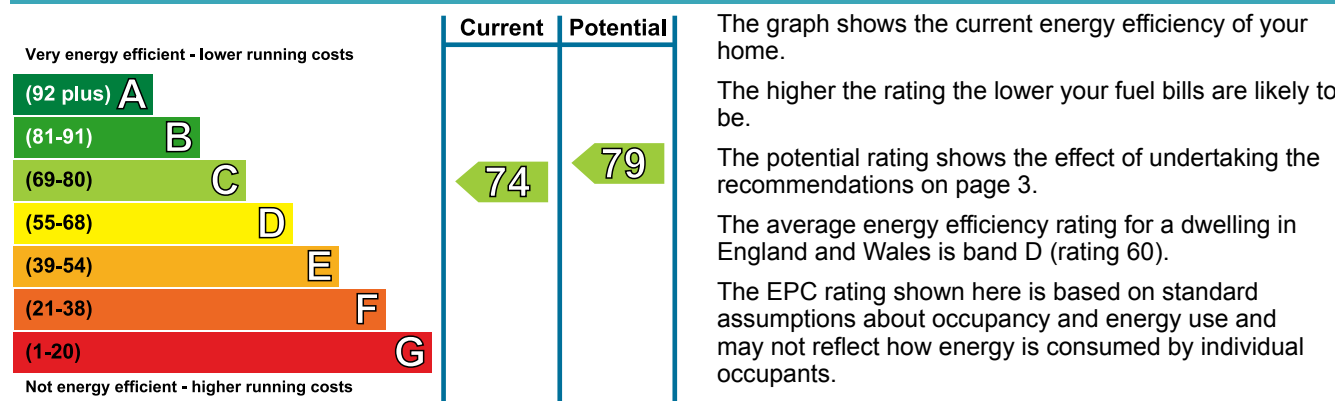 Current Potential
Very energy efficient - lower running costs
(92 plus) A
(81-91) B
(69-80) C
(55-68) D
(39-54) E
(21-38) F
(1-20) G
Not energy efficient - higher running costs
74
79
The graph shows the current energy efficiency of your
home.
The higher the rating the lower your fuel bills are likely to
be.
The potential rating shows the effect of undertaking the
recommendations on page 3.
The average energy efficiency rating for a dwelling in
England and Wales is band D (rating 60).
The EPC rating shown here is based on standard
assumptions about occupancy and energy use and
may not reflect how energy is consumed by individual
occupants.